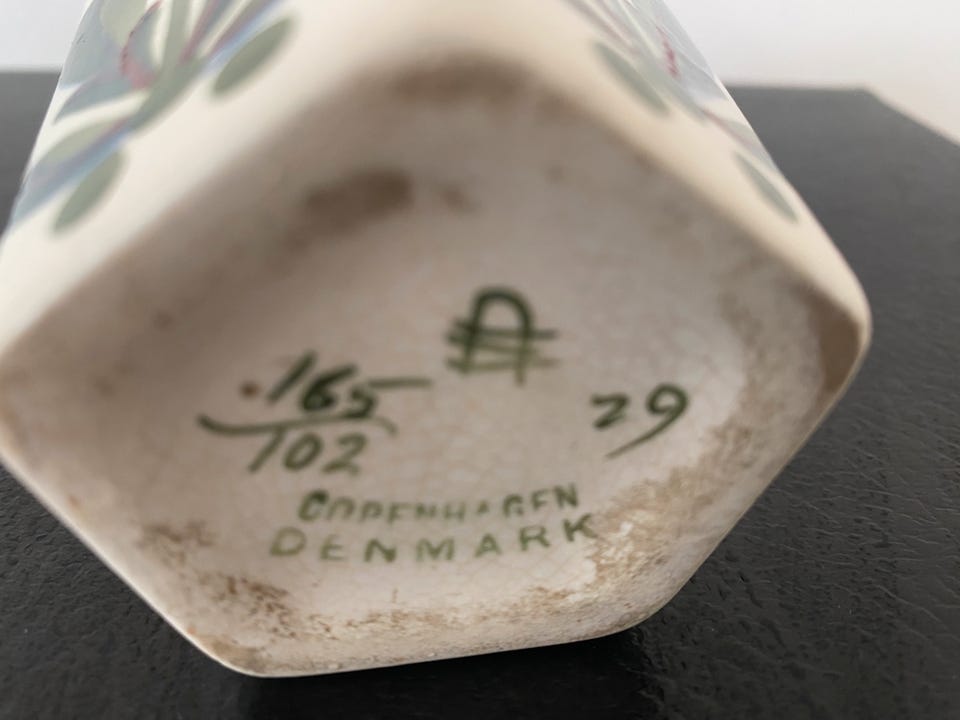 .165
102
29
COPENHAGEN
DENMARK